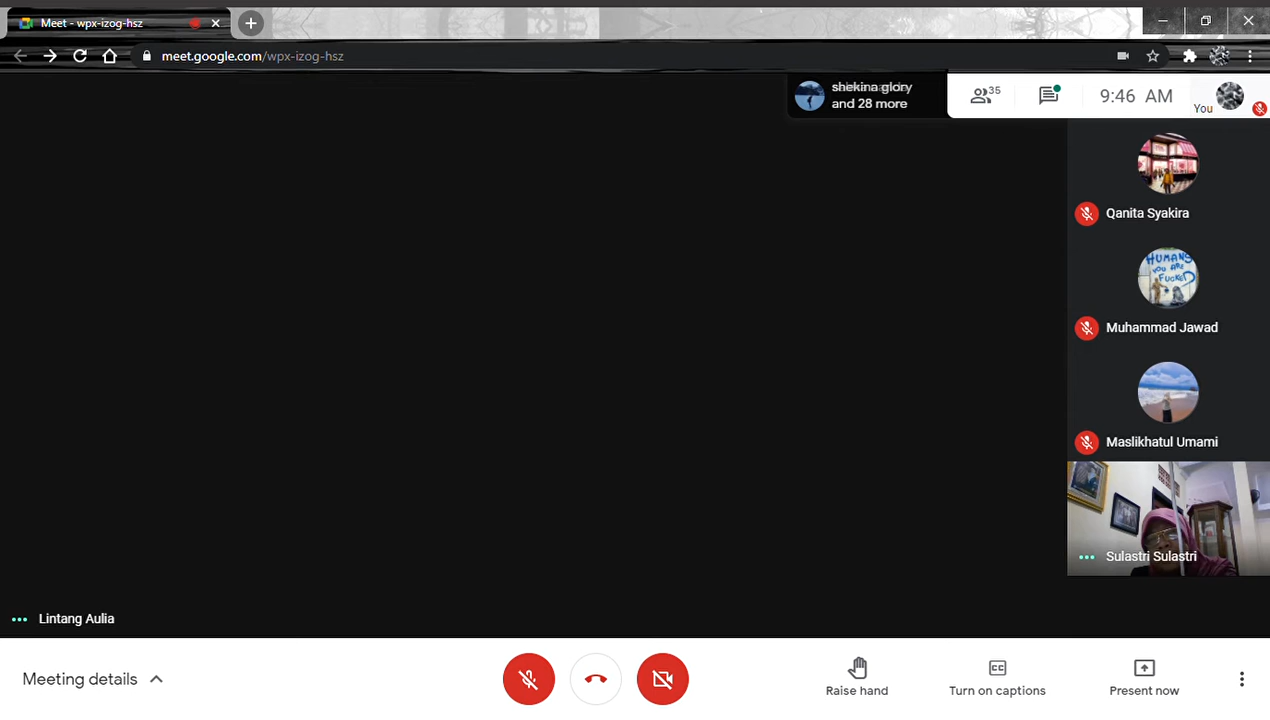 Meet - wpx-izog-hsz
meet.google.com/wpx-izog-hsz
shekina glory
and 28 more
35
9:46 AM
You
Qanita Syakira
HUMANS
YOU ARE
FUCKED
Muhammad Jawad
Maslikhatul Umami
Sulastri Sulastri
Lintang Aulia
Meeting details
Raise hand
CC
Turn on captions
Present now